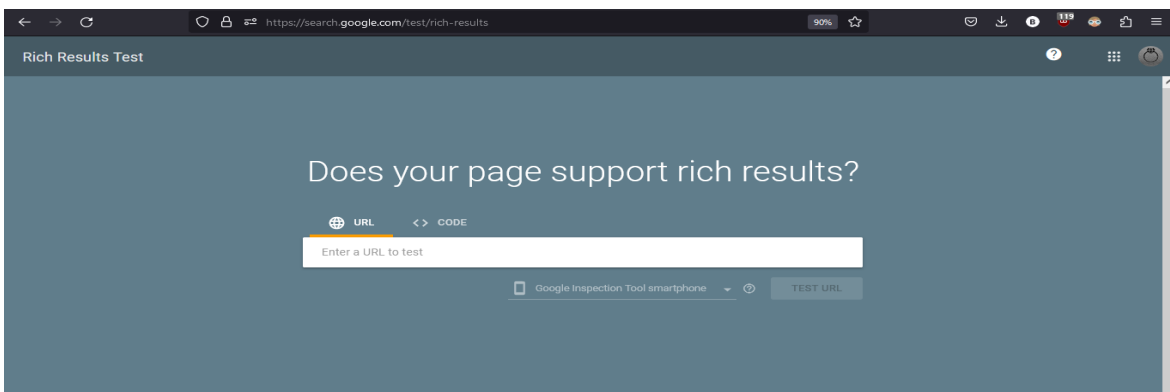 https://search.google.com/test/rich-results
90%
B
119
Rich Results Test
?
Does your page support rich results?
URL
<> CODE
Enter a URL to test
Google Inspection Tool smartphone
?
TEST URL